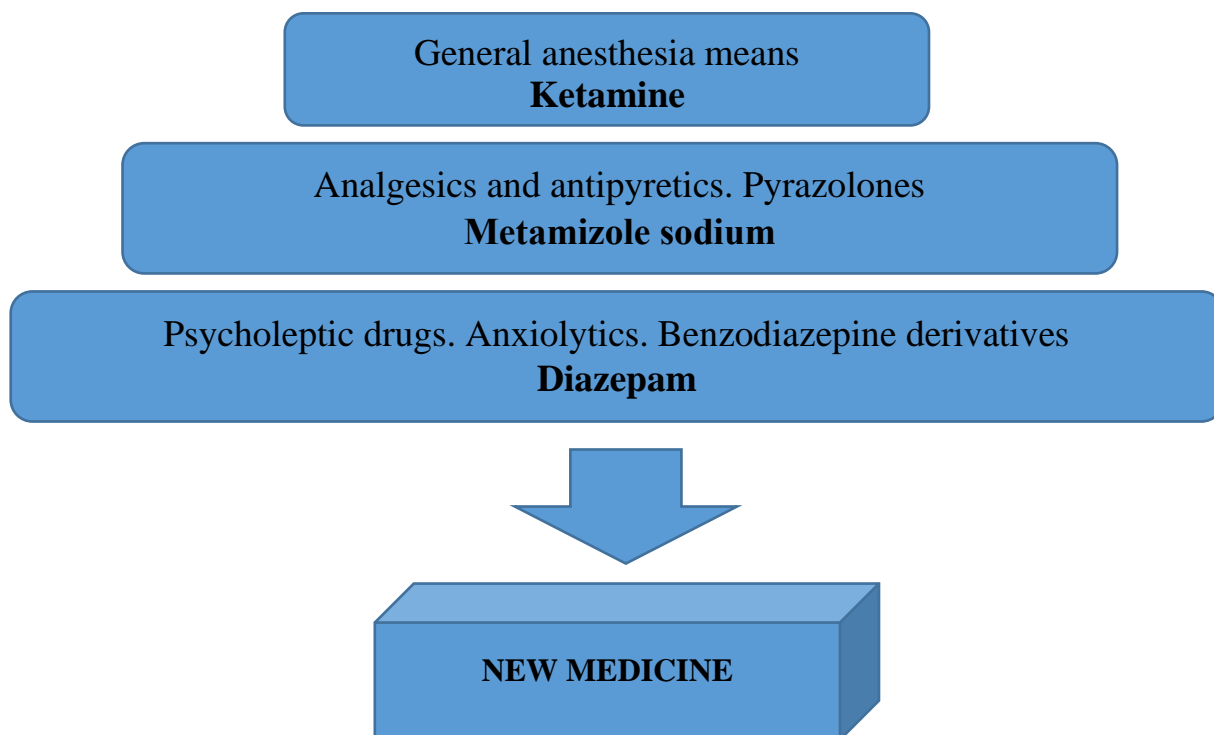 General anesthesia means
Ketamine
Analgesics and antipyretics. Pyrazolones
Metamizole sodium
Psycholeptic drugs. Anxiolytics. Benzodiazepine derivatives
Diazepam
NEW MEDICINE